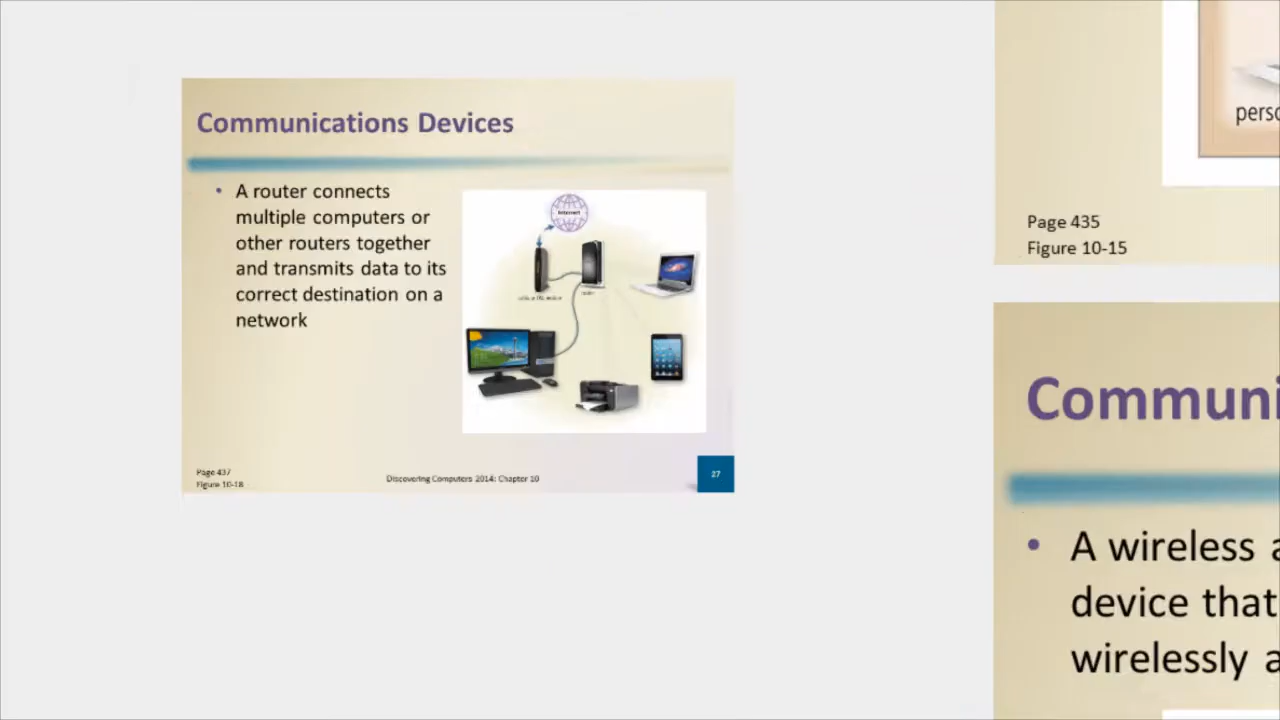 Communications Devices
• A router connects
multiple computers or
other routers together
and transmits data to its
correct destination on a
network
Internet
router
Page 437
Figure 10-18
Discovering Computers 2014: Chapter 10
27
Page 435
Figure 10-15
• A wireless
device that
wirelessly